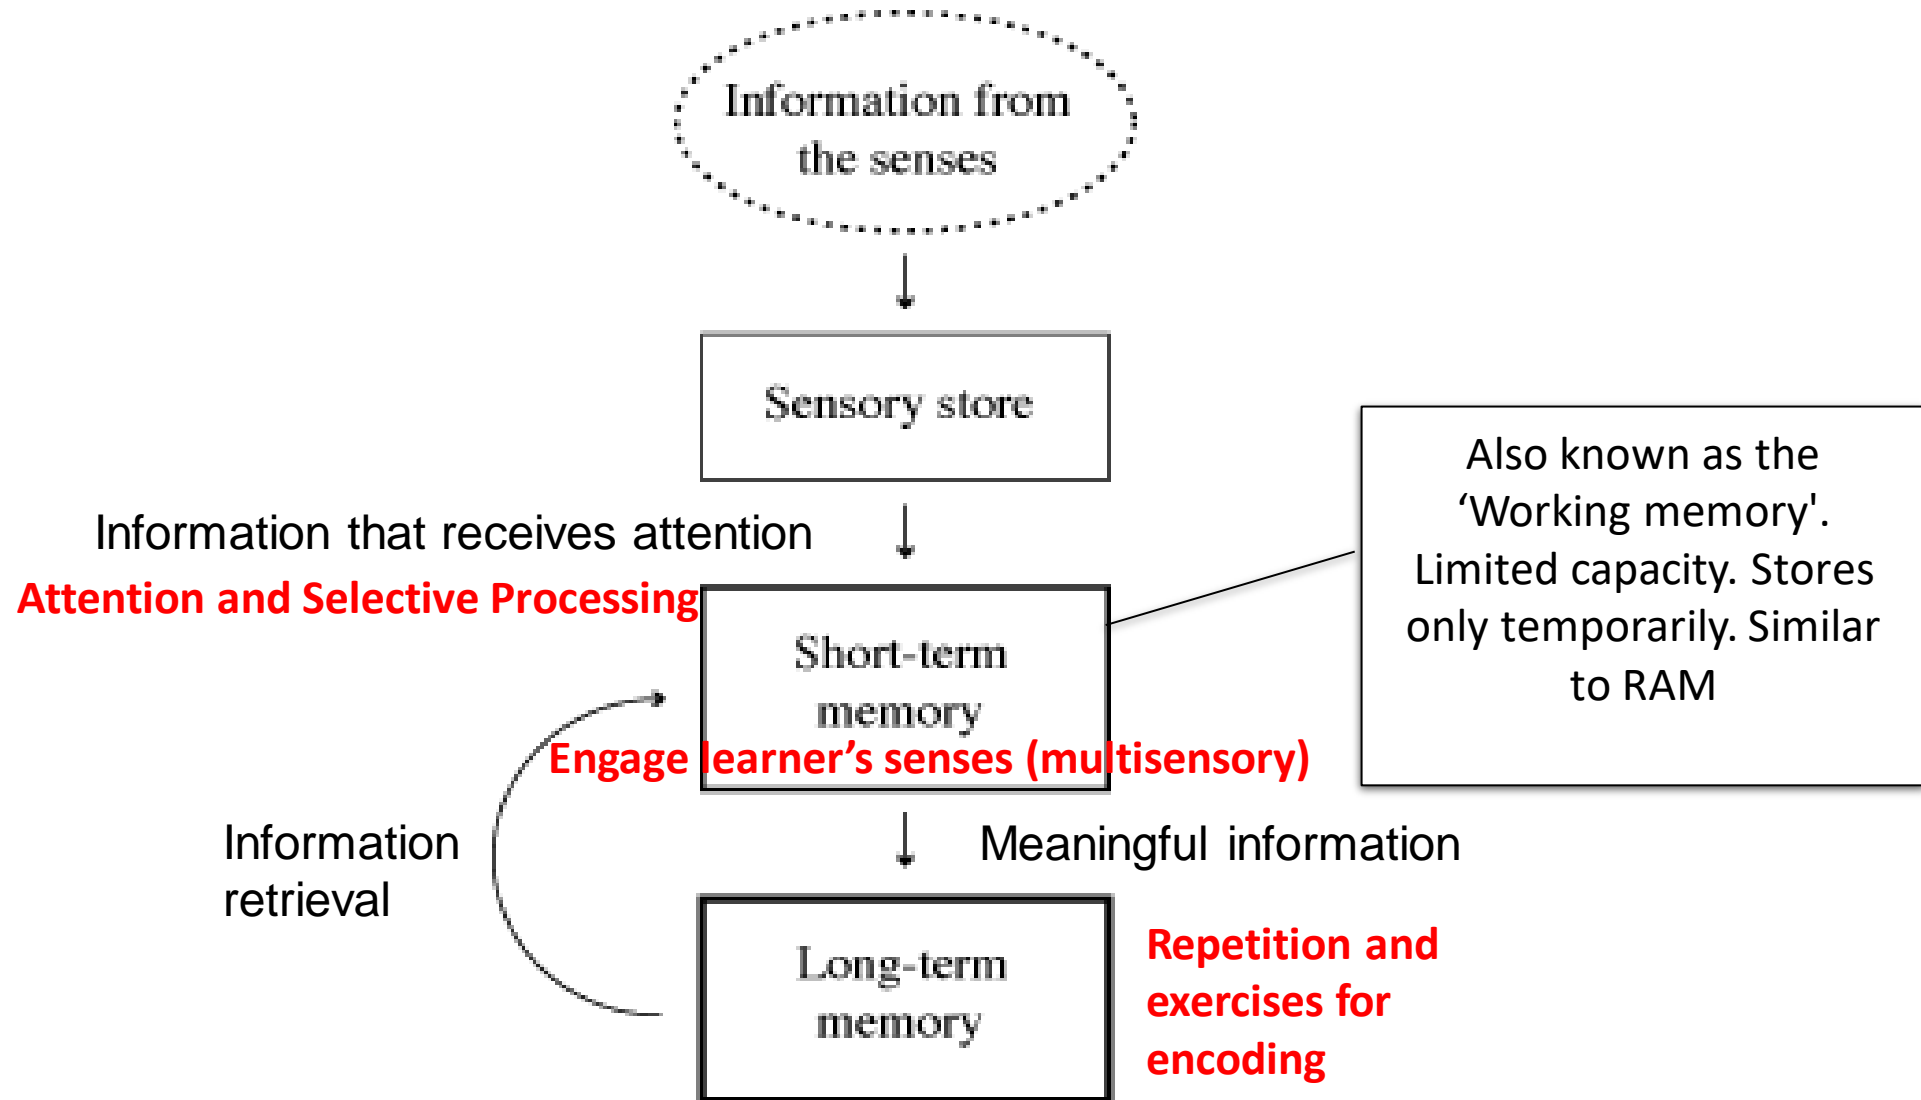 Information from
the senses
Sensory store
Information that receives attention
Attention and Selective Processing
Also known as the
‘Working memory'.
Limited capacity. Stores
only temporarily. Similar
to RAM
Short-term
memory
Engage learner’s senses (multisensory)
Information
retrieval
Meaningful information
Long-term
memory
Repetition and
exercises for
encoding